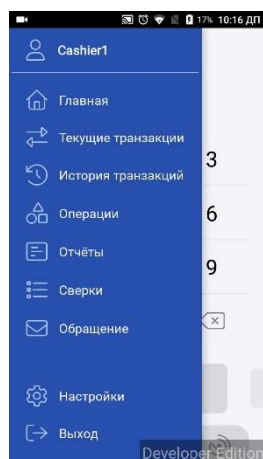 17% 10:16 ДП
Cashier1
Главная
Текущие транзакции
История транзакций
3
Операции
6
Отчёты
9
Сверки
Обращение
Настройки
Выход
Developer Edition